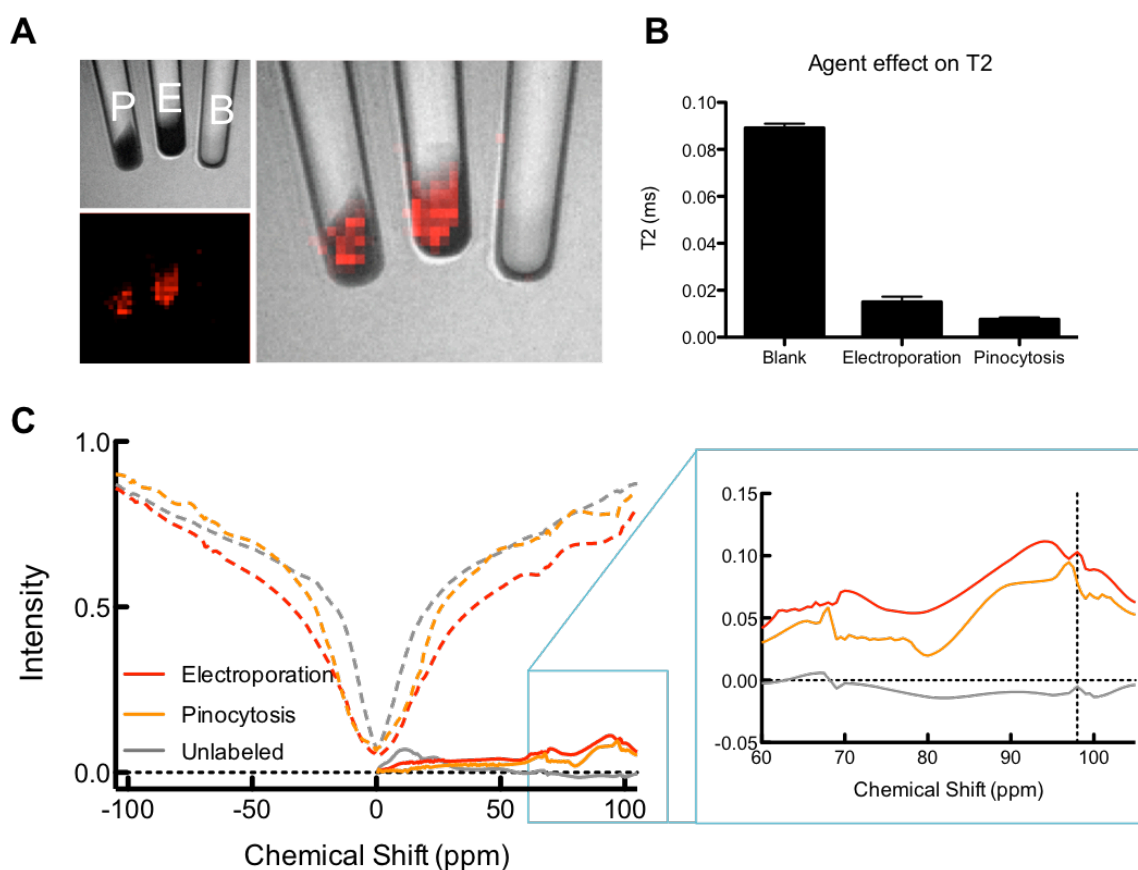 A
P E B
B
Agent effect on T2
T2 (ms)
0.10
0.08
0.06
0.04
0.02
0.00
Blank Electroporation Pinocytosis
C
Intensity
1.0
0.5
0.0
Electroporation
Pinocytosis
Unlabeled
-100 -50 0 50 100
Chemical Shift (ppm)
0.15
0.10
0.05
0.00
-0.05
60 70 80 90 100
Chemical Shift (ppm)